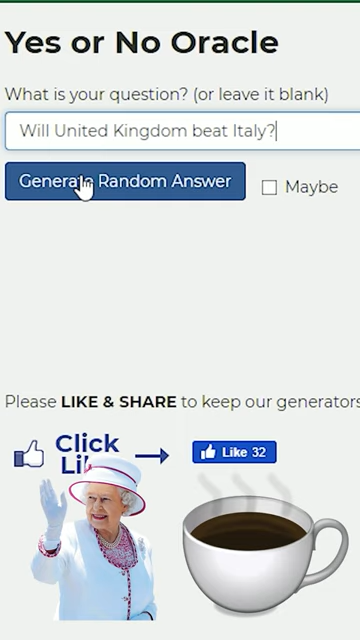 Yes or No Oracle
What is your question? (or leave it blank)
Will United Kingdom beat Italy?
Generate Random Answer
Maybe
Please LIKE & SHARE to keep our generators
Click
Like 32